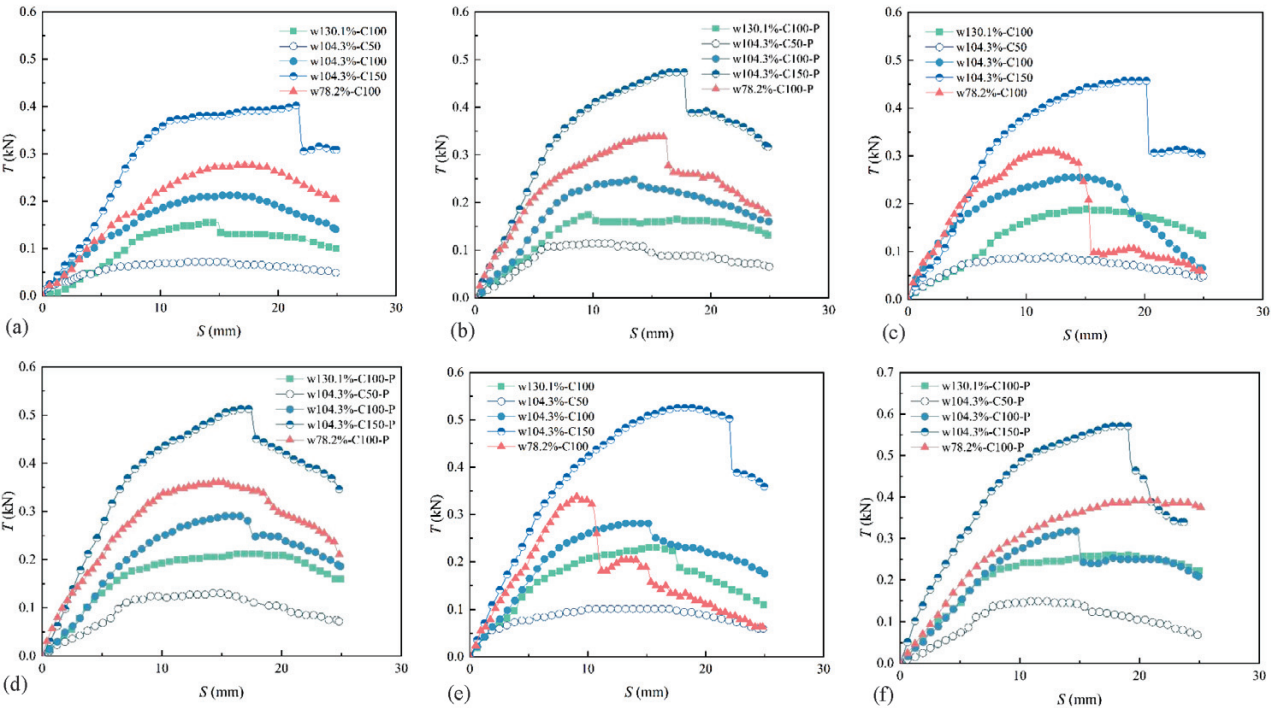 0.6
0.5
0.4
0.3
0.2
0.1
0.0
T (kN)
w130.1%-C100
w104.3%-C50
w104.3%-C100
w104.3%-C150
w78.2%-C100
0
10
20
30
S (mm)
(a)
0.6
0.5
0.4
0.3
0.2
0.1
0.0
T (kN)
w130.1%-C100-P
w104.3%-C50-P
w104.3%-C100-P
w104.3%-C150-P
w78.2%-C100-P
0
10
20
30
S (mm)
(b)
0.6
0.5
0.4
0.3
0.2
0.1
0.0
T (kN)
w130.1%-C100
w104.3%-C50
w104.3%-C100
w104.3%-C150
w78.2%-C100
0
10
20
30
S (mm)
(c)
0.6
0.5
0.4
0.3
0.2
0.1
0.0
T (kN)
w130.1%-C100-P
w104.3%-C50-P
w104.3%-C100-P
w104.3%-C150-P
w78.2%-C100-P
0
10
20
30
S (mm)
(d)
0.6
0.5
0.4
0.3
0.2
0.1
0.0
T (kN)
w130.1%-C100
w104.3%-C50
w104.3%-C100
w104.3%-C150
w78.2%-C100
0
10
20
30
S (mm)
(e)
0.7
0.6
0.5
0.4
0.3
0.2
0.1
0.0
T (kN)
w130.1%-C100-P
w104.3%-C50-P
w104.3%-C100-P
w104.3%-C150-P
w78.2%-C100-P
0
10
20
30
S (mm)
(f)